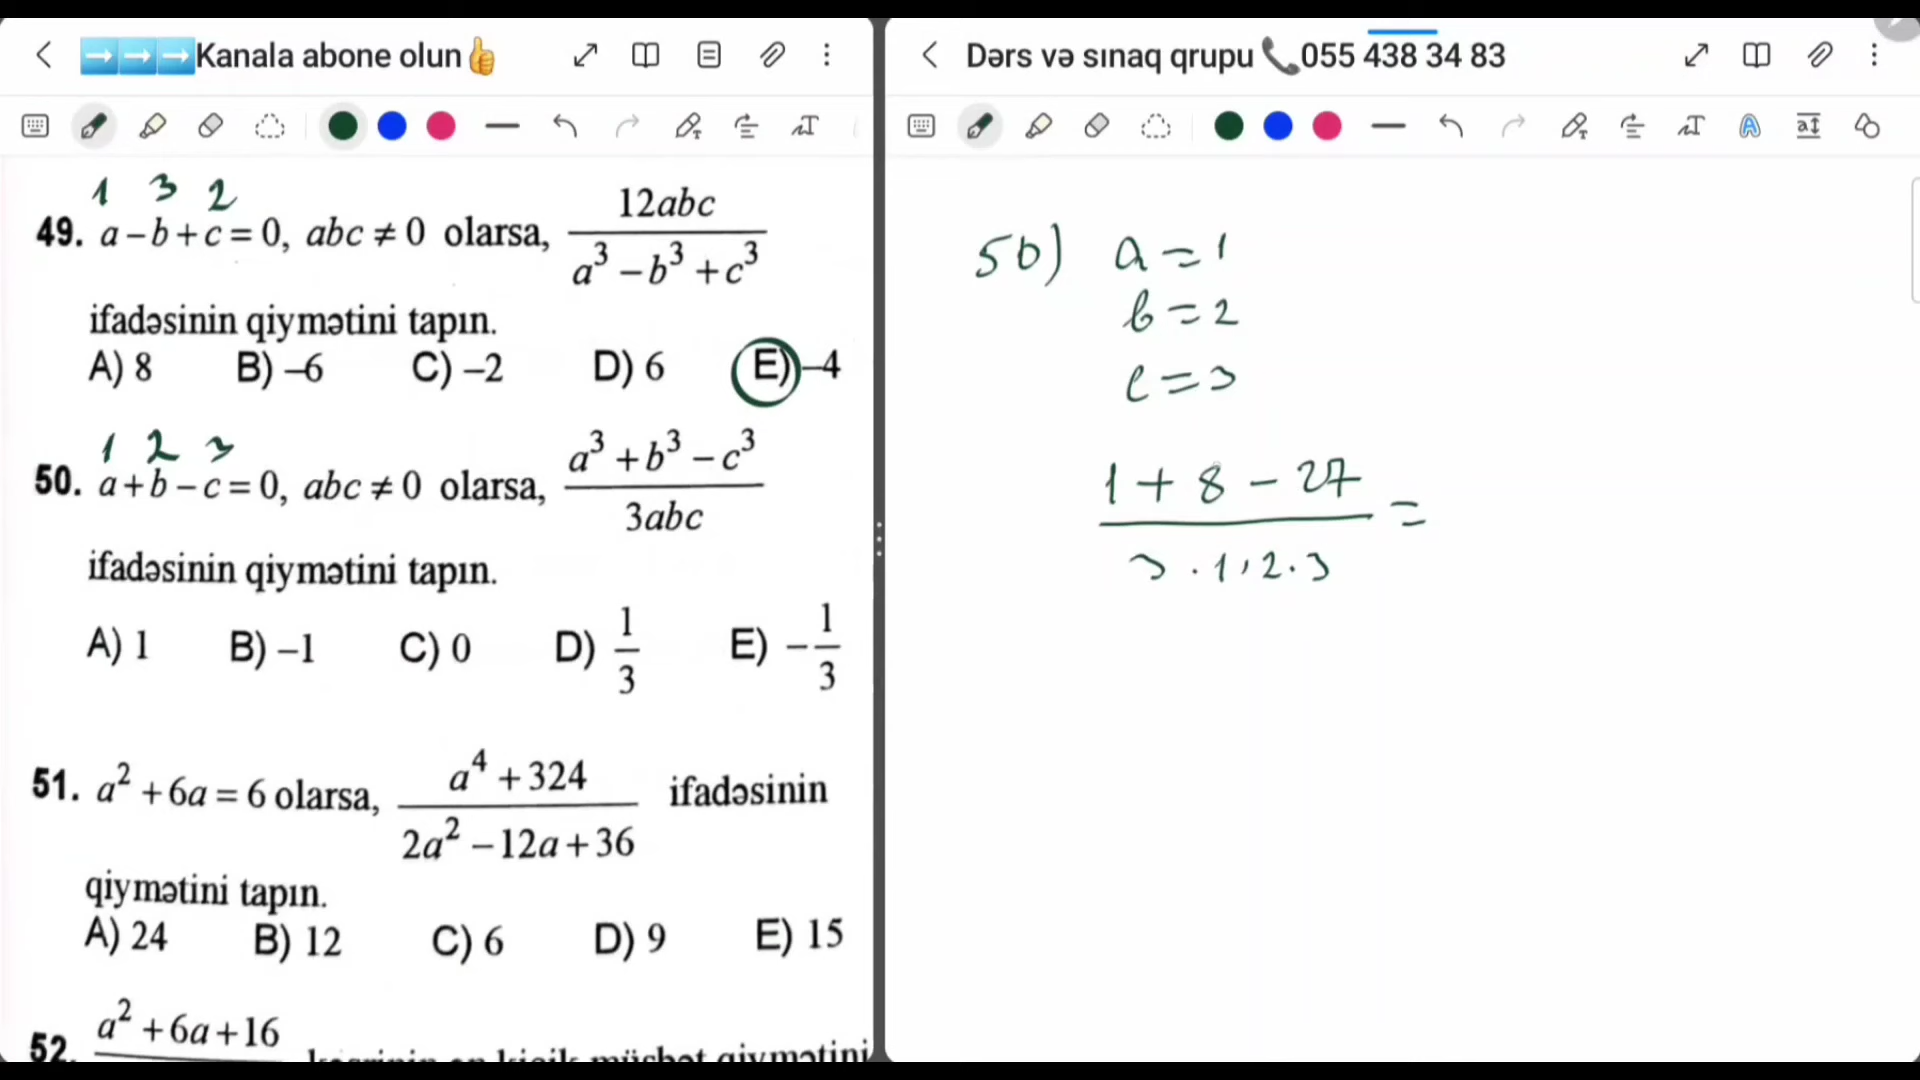 ➡️➡️➡️Kanala abone olun👍
Dərs və sınaq qrupu 📞055 438 34 83
1 3 2
49. a – b + c = 0, abc ≠ 0 olarsa, 12abc / (a³ – b³ + c³)
ifadəsinin qiymətini tapın.
A) 8 B) –6 C) –2 D) 6 E) –4
1 2 3
50. a + b – c = 0, abc ≠ 0 olarsa, (a³ + b³ – c³) / 3abc
ifadəsinin qiymətini tapın.
A) 1 B) –1 C) 0 D) 1/3 E) –1/3
51. a² + 6a = 6 olarsa, (a⁴ + 324) / (2a² – 12a + 36) ifadəsinin
qiymətini tapın.
A) 24 B) 12 C) 6 D) 9 E) 15
52. a² + 6a + 16
50) a = 1
b = 2
c = 3
1 + 8 – 27
3 · 1 · 2 · 3 =